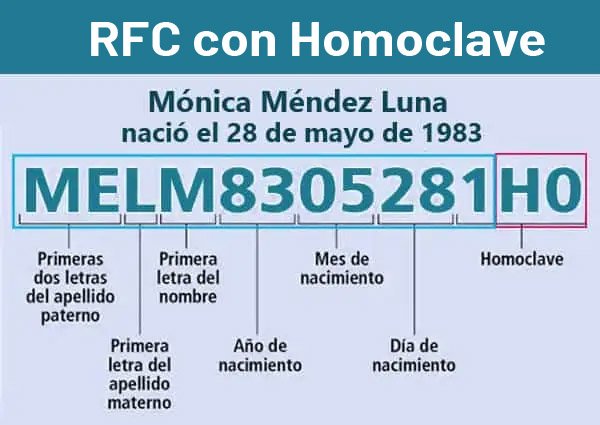 RFC con Homoclave
Mónica Méndez Luna
nació el 28 de mayo de 1983
MELM8305281H0
Primeras
dos letras
del apellido
paterno
Primera
letra del
apellido
materno
Primera
letra del
nombre
Año de
nacimiento
Mes de
nacimiento
Día de
nacimiento
Homoclave